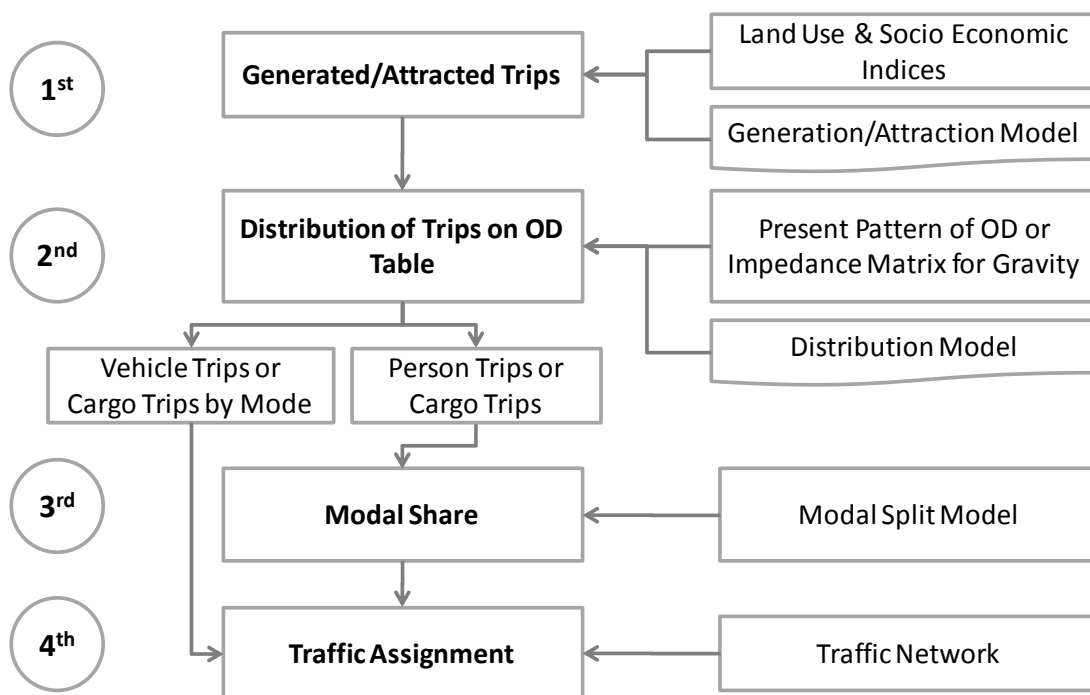 1st
Generated/Attracted Trips
Land Use & Socio Economic
Indices
Generation/Attraction Model
2nd
Distribution of Trips on OD
Table
Present Pattern of OD or
Impedance Matrix for Gravity
Distribution Model
Vehicle Trips or
Cargo Trips by Mode
Person Trips or
Cargo Trips
3rd
Modal Share
Modal Split Model
4th
Traffic Assignment
Traffic Network